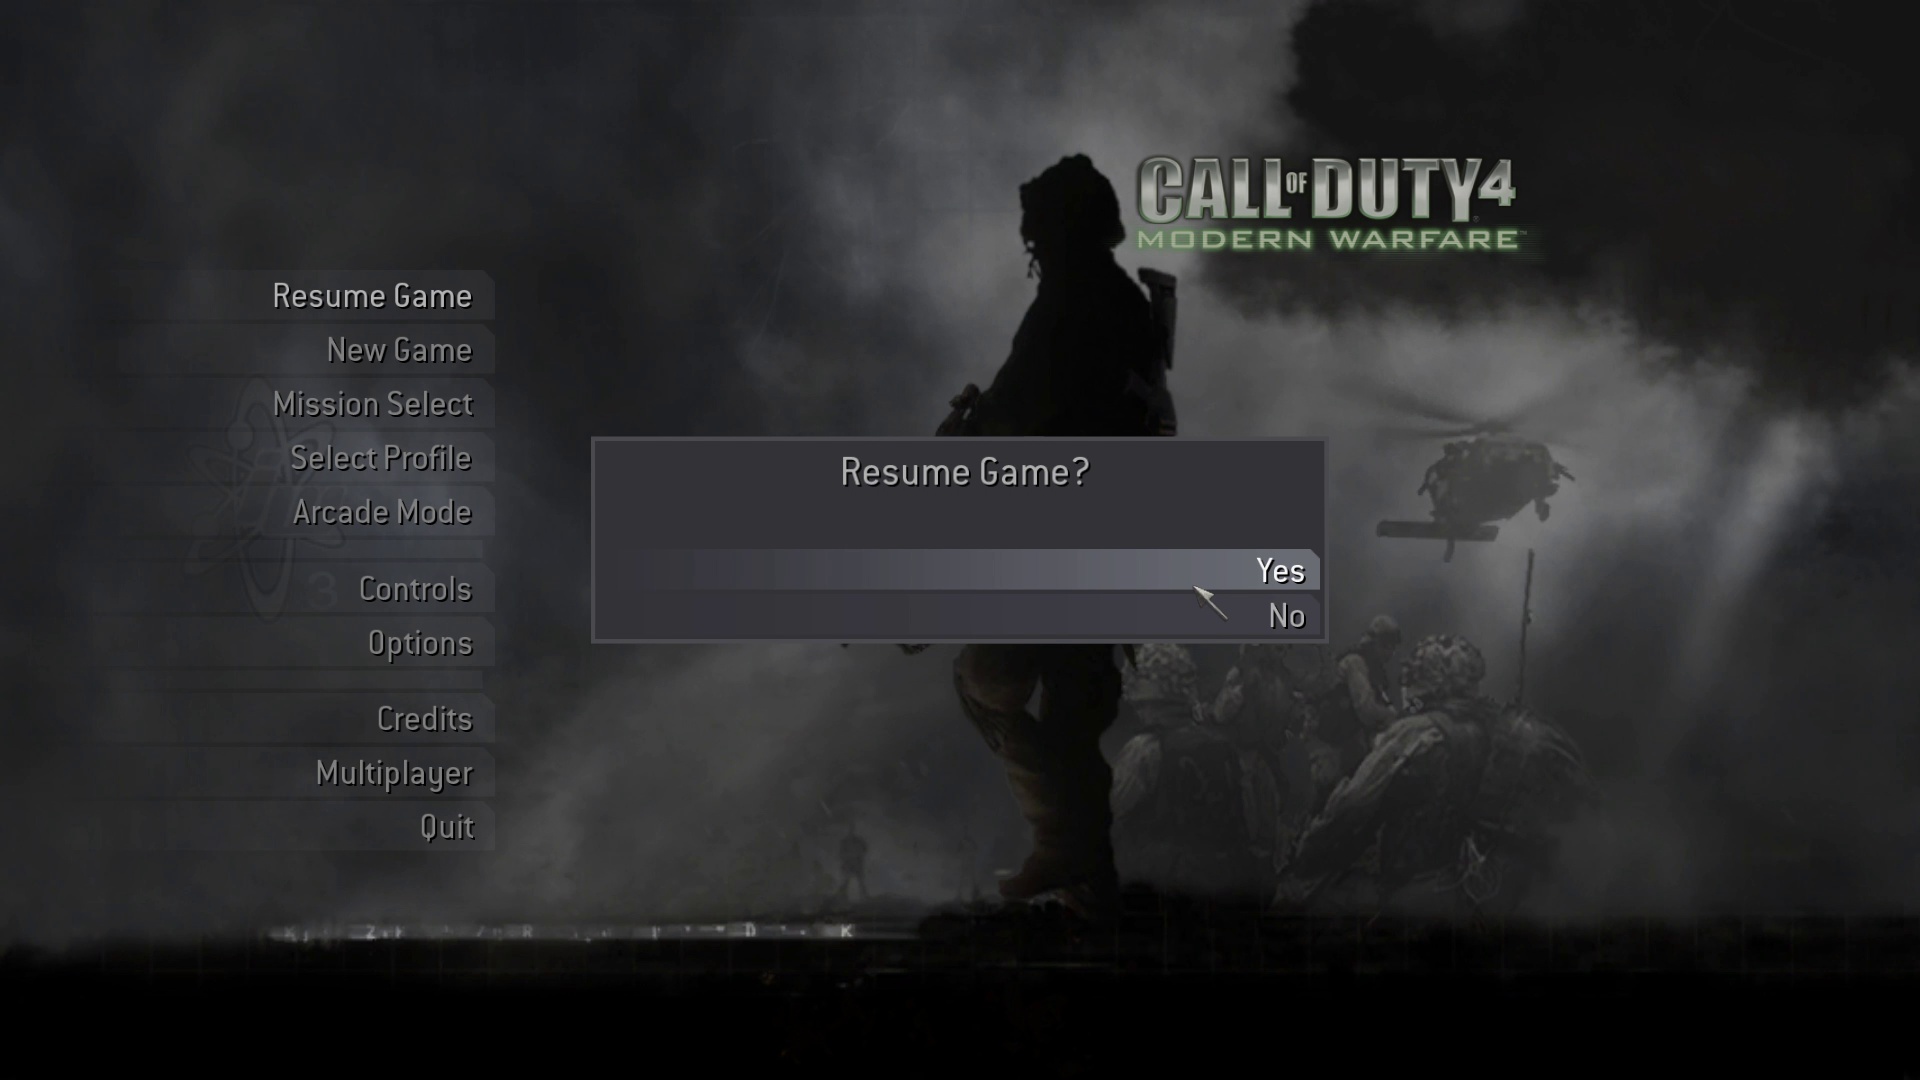 CALL OF DUTY 4
MODERN WARFARE
Resume Game
New Game
Mission Select
Select Profile
Arcade Mode
Controls
Options
Credits
Multiplayer
Quit
Resume Game?
Yes
No